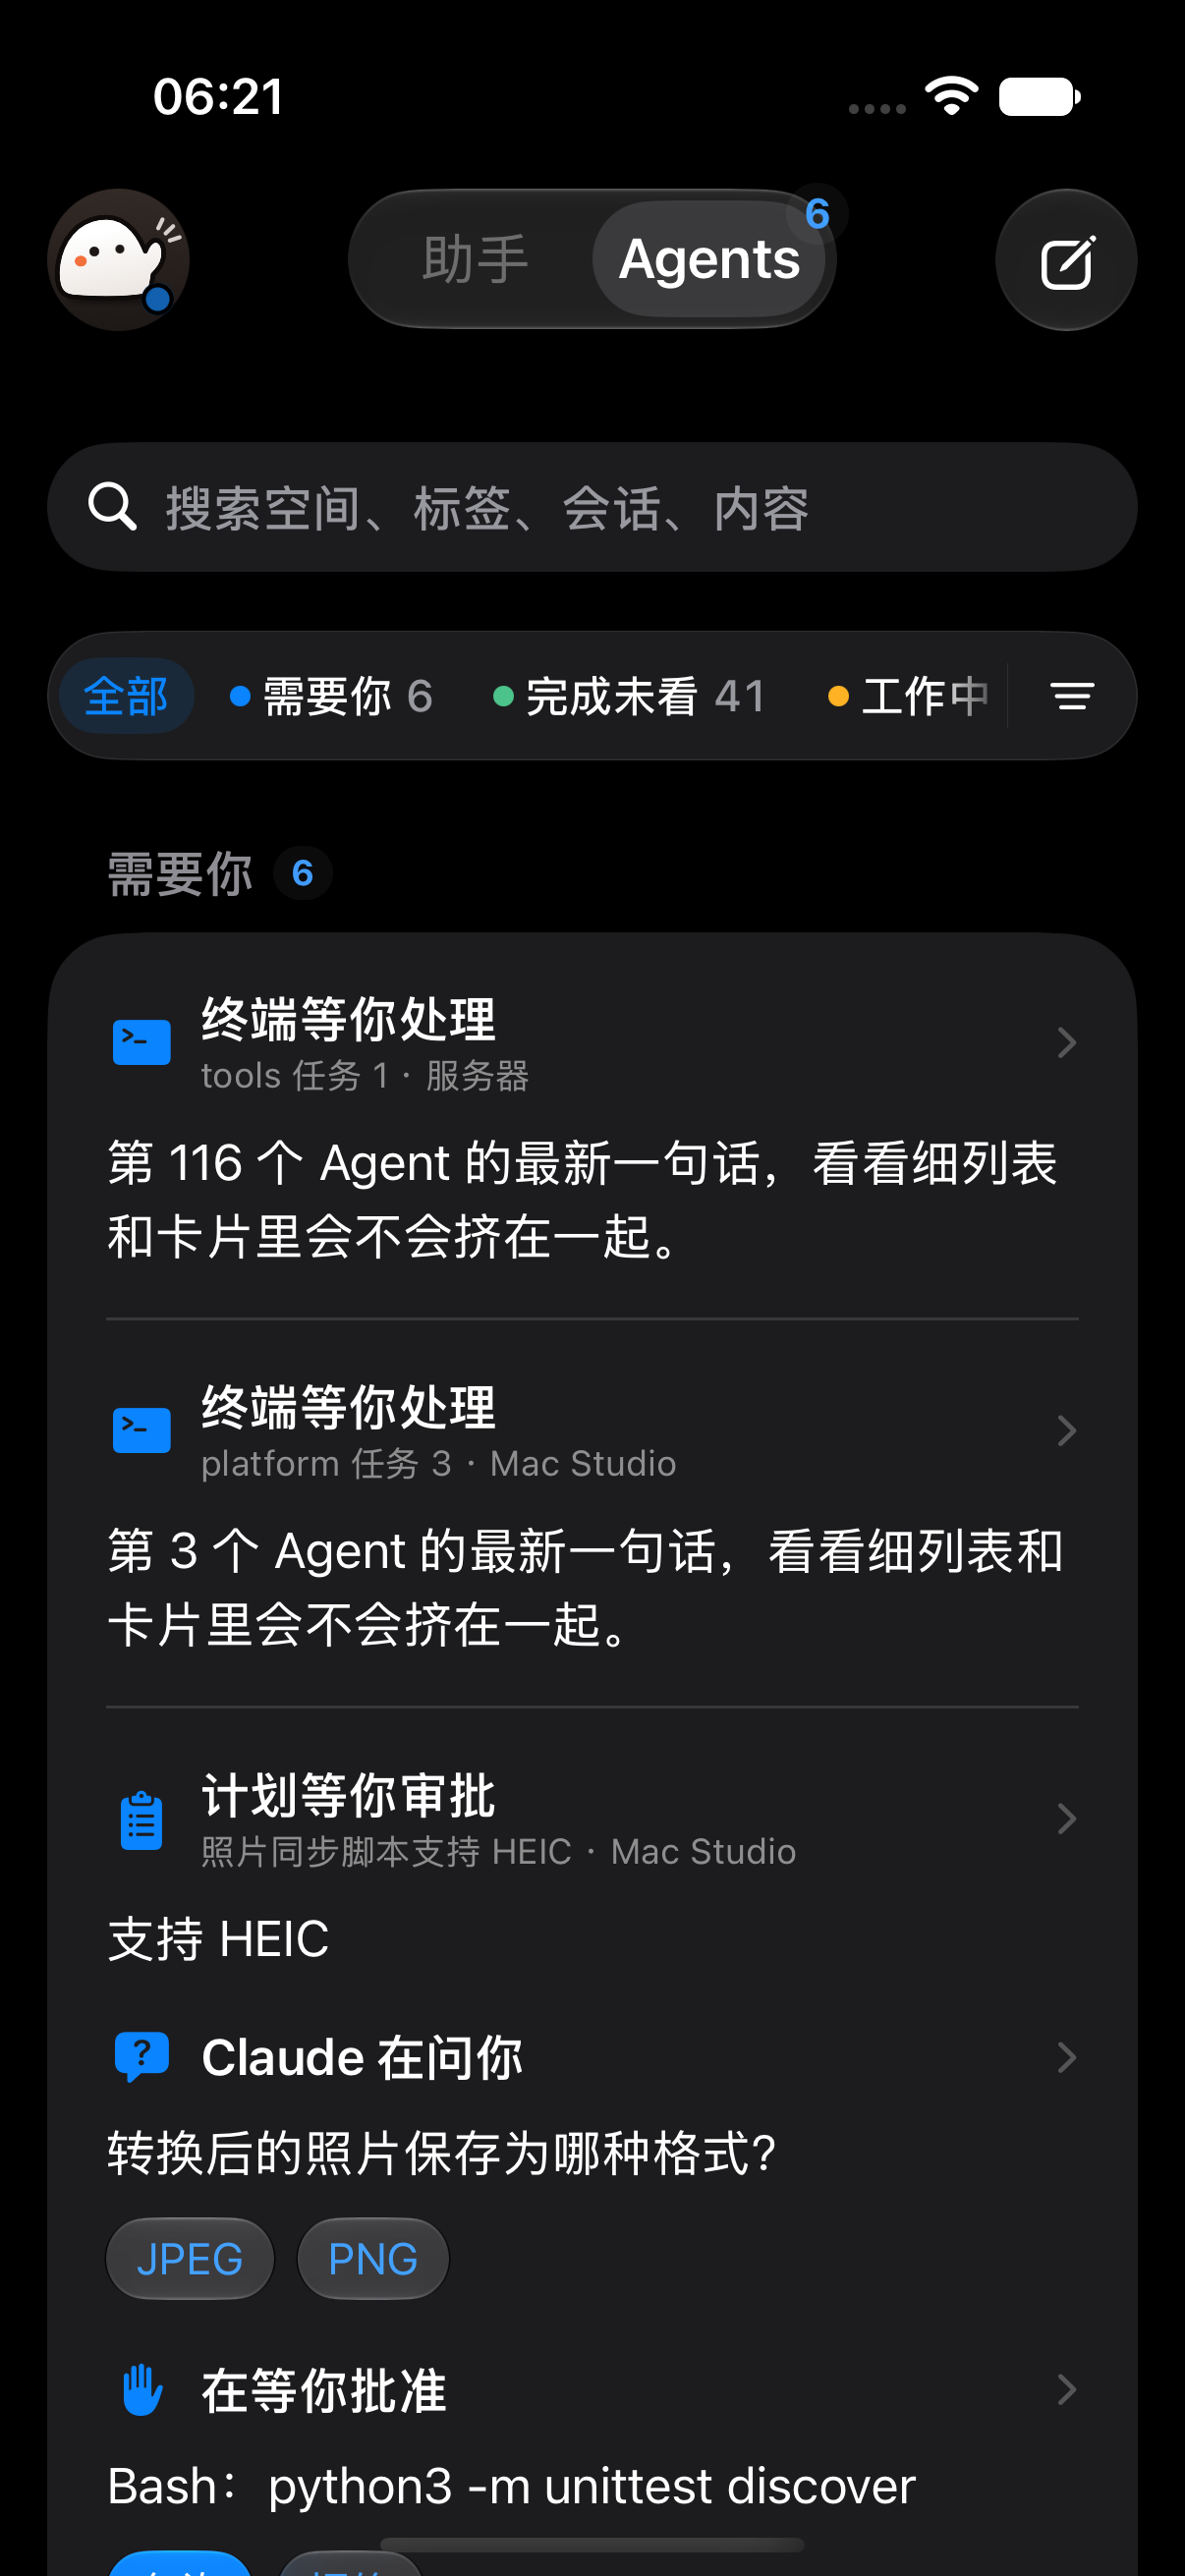 06:21
助手
Agents
6
搜索空间、标签、会话、内容
全部
需要你 6
完成未看 41
工作中
需要你 6
终端等你处理
tools 任务 1 · 服务器
第 116 个 Agent 的最新一句话，看看细列表
和卡片里会不会挤在一起。
终端等你处理
platform 任务 3 · Mac Studio
第 3 个 Agent 的最新一句话，看看细列表和
卡片里会不会挤在一起。
计划等你审批
照片同步脚本支持 HEIC · Mac Studio
支持 HEIC
Claude 在问你
转换后的照片保存为哪种格式？
JPEG
PNG
在等你批准
Bash：python3 -m unittest discover